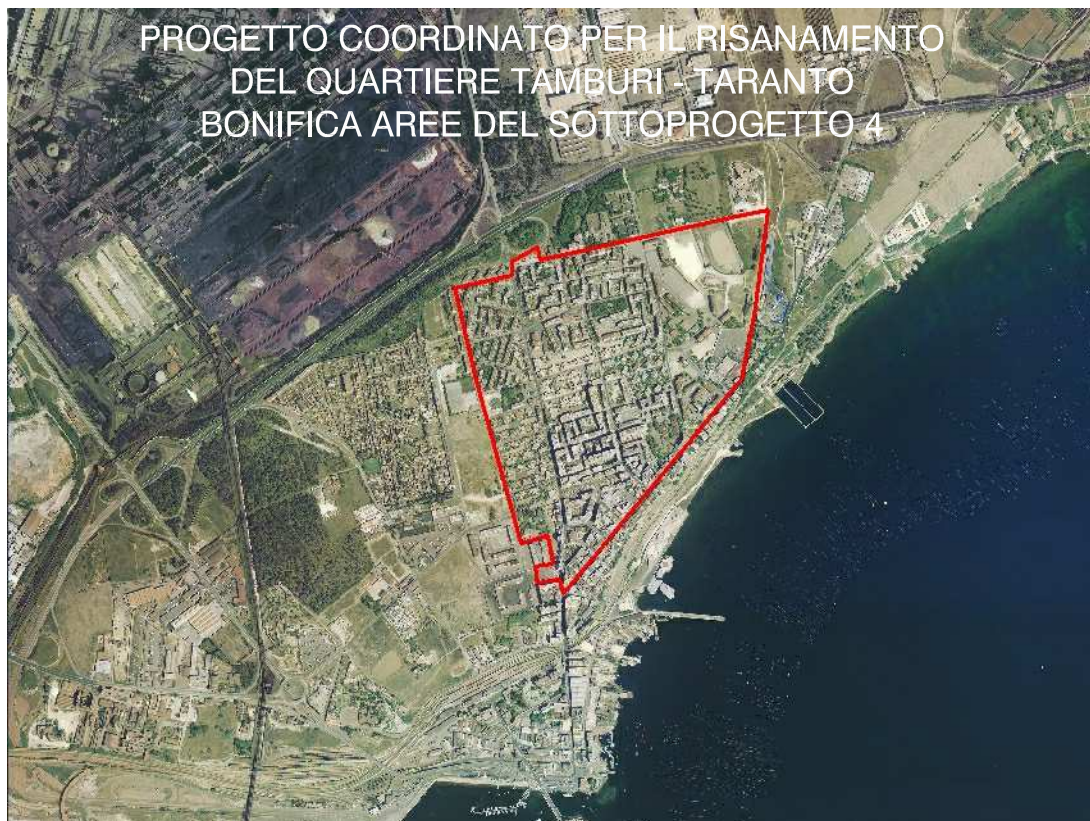 PROGETTO COORDINATO PER IL RISANAMENTO
DEL QUARTIERE TAMBURI - TARANTO
BONIFICA AREE DEL SOTTOPROGETTO 4